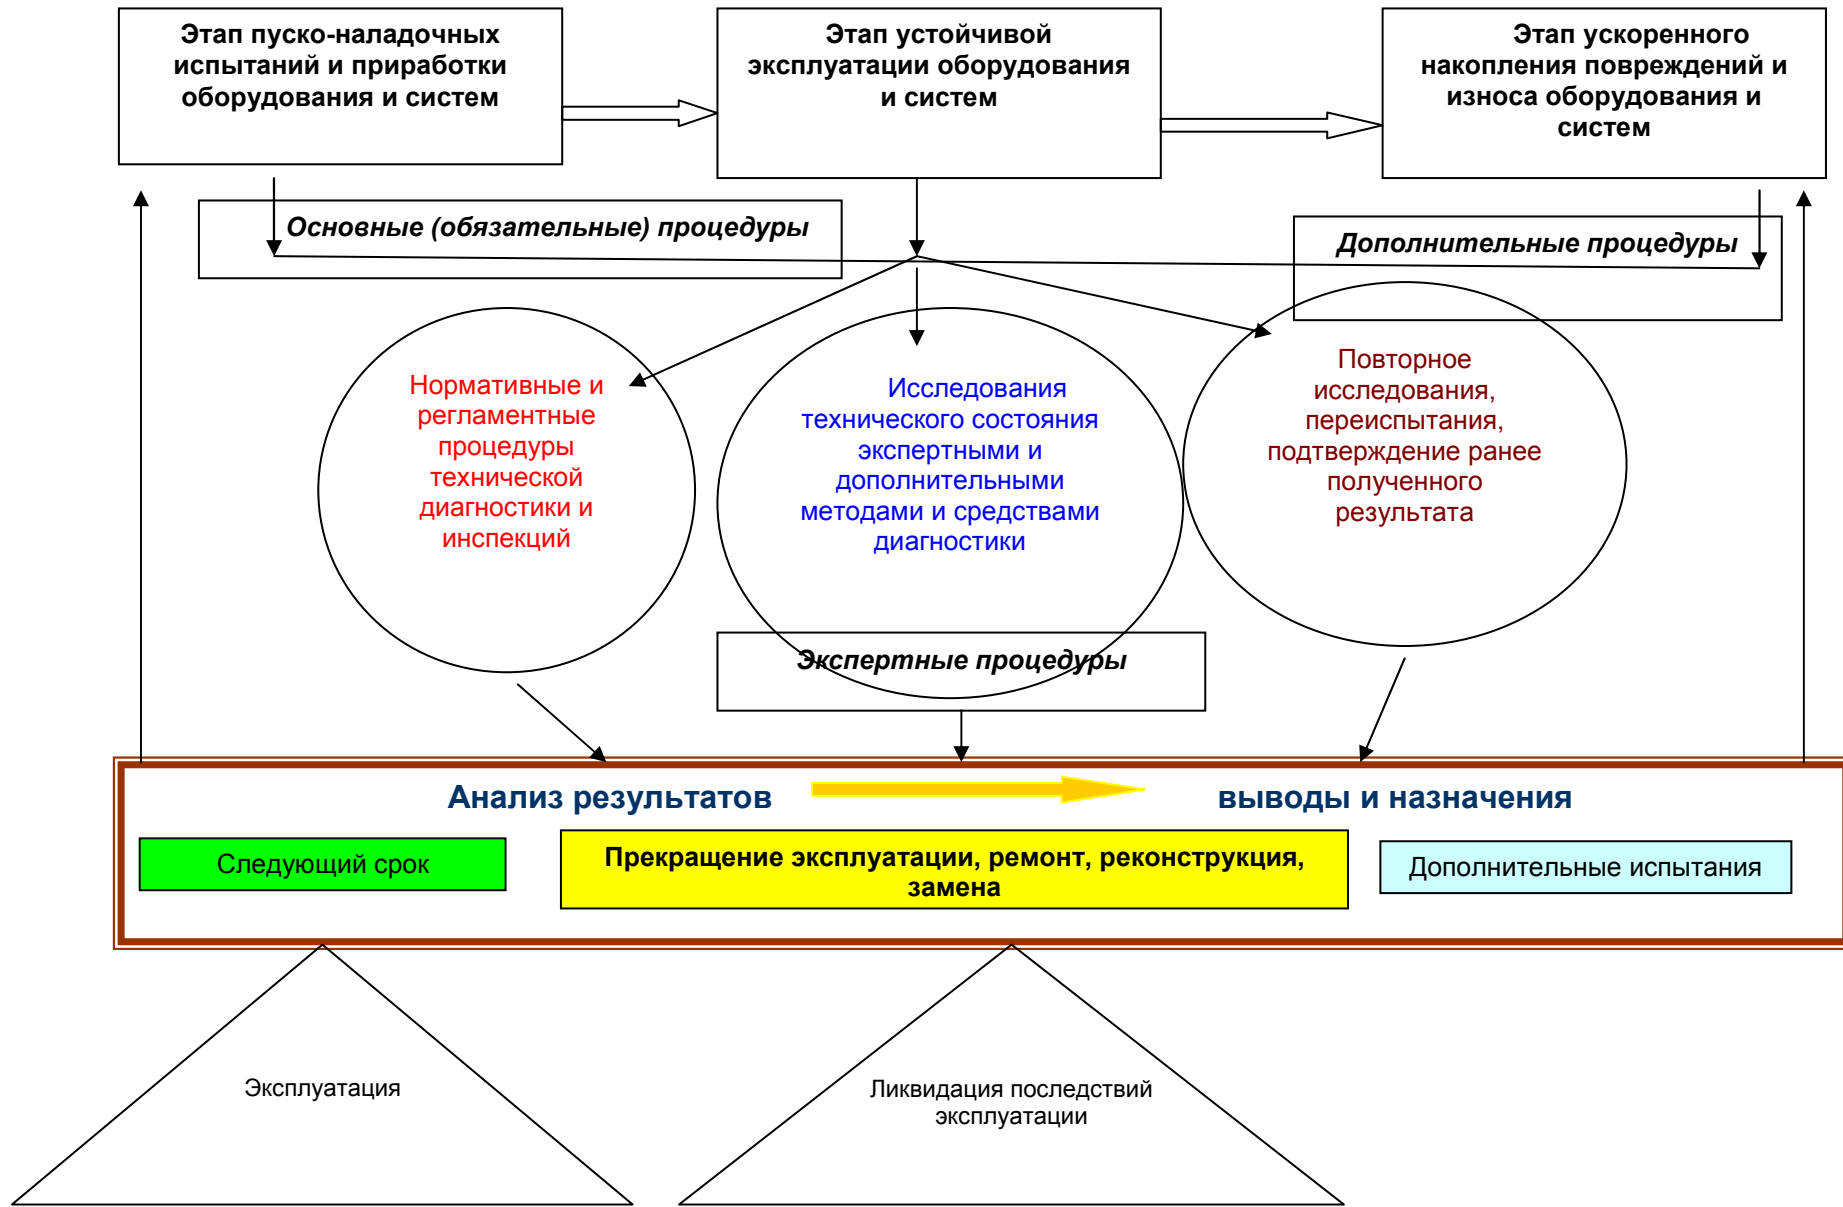 Этап пуско-наладочных
испытаний и приработки
оборудования и систем
Этап устойчивой
эксплуатации оборудования
и систем
Этап ускоренного
накопления повреждений и
износа оборудования и
систем
Основные (обязательные) процедуры
Дополнительные процедуры
Нормативные и
регламентные
процедуры
технической
диагностики и
инспекций
Исследования
технического состояния
экспертными и
дополнительными
методами и средствами
диагностики
Повторное
исследования,
переиспытания,
подтверждение ранее
полученного
результата
Экспертные процедуры
Анализ результатов
выводы и назначения
Следующий срок
Прекращение эксплуатации, ремонт, реконструкция,
замена
Дополнительные испытания
Эксплуатация
Ликвидация последствий
эксплуатации